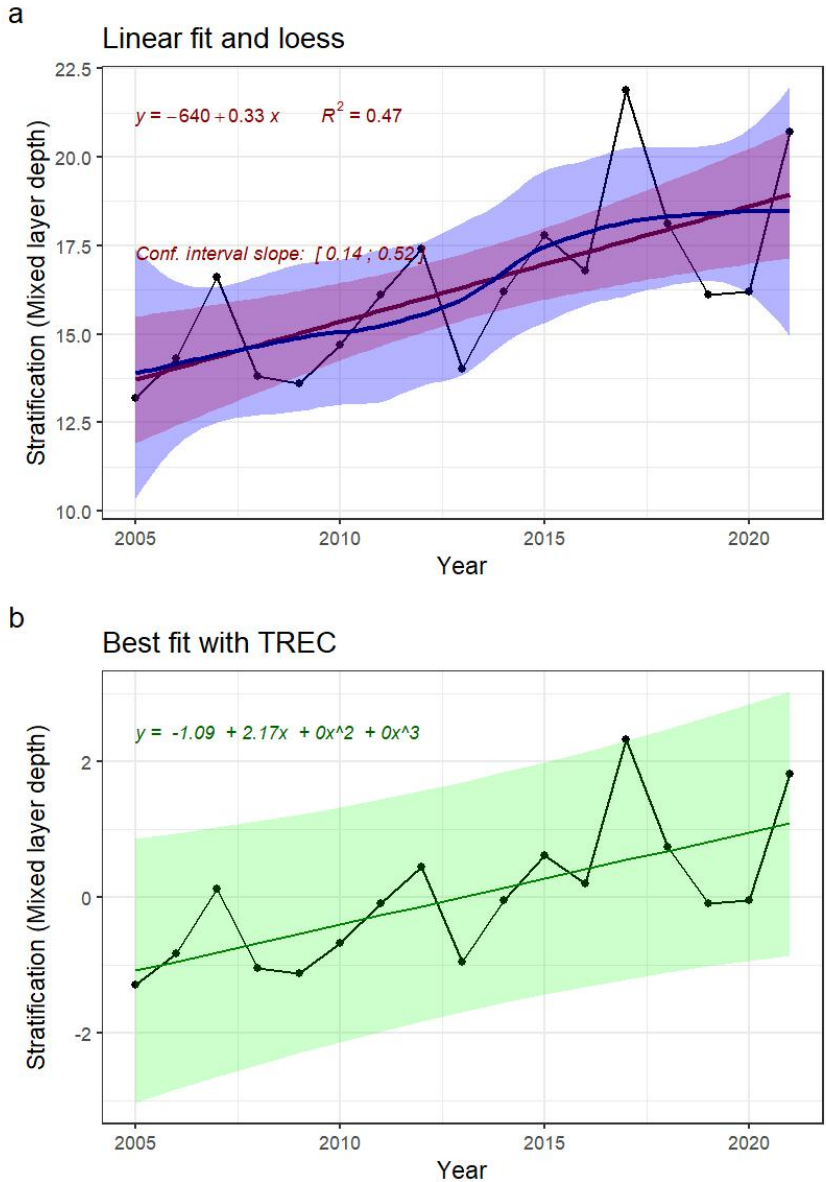 a
Linear fit and loess
22.5
20.0
17.5
15.0
12.5
10.0
Stratification (Mixed layer depth)
y = −640 + 0.33 x R² = 0.47
Conf. interval slope: [ 0.14 ; 0.52 ]
2005 2010 2015 2020
Year
b
Best fit with TREC
2
0
-2
Stratification (Mixed layer depth)
y = -1.09 + 2.17x + 0x^2 + 0x^3
2005 2010 2015 2020
Year